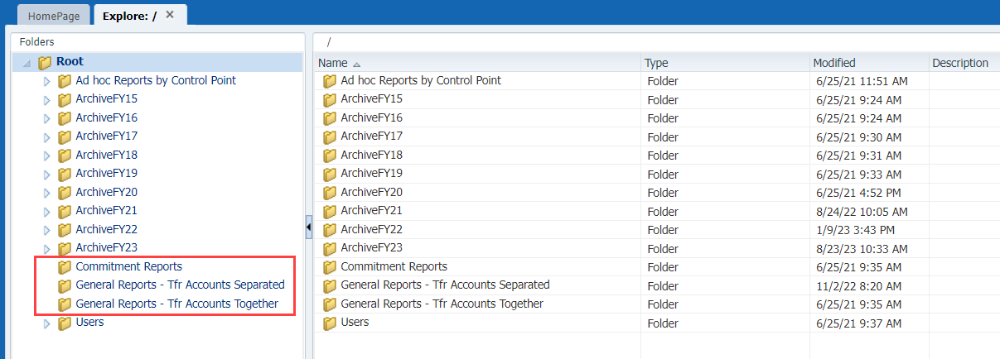 HomePage Explore: /
Folders
Root
Ad hoc Reports by Control Point
ArchiveFY15
ArchiveFY16
ArchiveFY17
ArchiveFY18
ArchiveFY19
ArchiveFY20
ArchiveFY21
ArchiveFY22
ArchiveFY23
Commitment Reports
General Reports - Tfr Accounts Separated
General Reports - Tfr Accounts Together
Users
/
Name Type Modified Description
Ad hoc Reports by Control Point Folder 6/25/21 11:51 AM
ArchiveFY15 Folder 6/25/21 9:24 AM
ArchiveFY16 Folder 6/25/21 9:24 AM
ArchiveFY17 Folder 6/25/21 9:30 AM
ArchiveFY18 Folder 6/25/21 9:31 AM
ArchiveFY19 Folder 6/25/21 9:33 AM
ArchiveFY20 Folder 6/25/21 4:52 PM
ArchiveFY21 Folder 8/24/22 10:05 AM
ArchiveFY22 Folder 1/9/23 3:43 PM
ArchiveFY23 Folder 8/23/23 10:33 AM
Commitment Reports Folder 6/25/21 9:35 AM
General Reports - Tfr Accounts Separated Folder 11/2/22 8:20 AM
General Reports - Tfr Accounts Together Folder 6/25/21 9:35 AM
Users Folder 6/25/21 9:37 AM